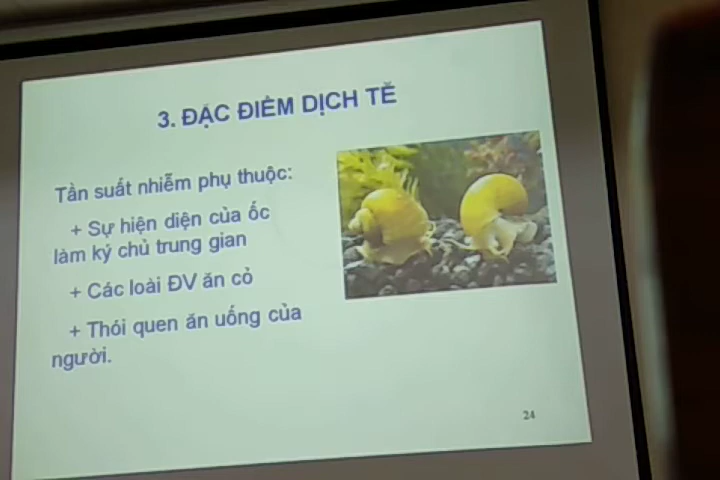 3. ĐẶC ĐIỂM DỊCH TỄ
Tần suất nhiễm phụ thuộc:
+ Sự hiện diện của ốc
làm ký chủ trung gian
+ Các loài ĐV ăn cỏ
+ Thói quen ăn uống của
người.
24